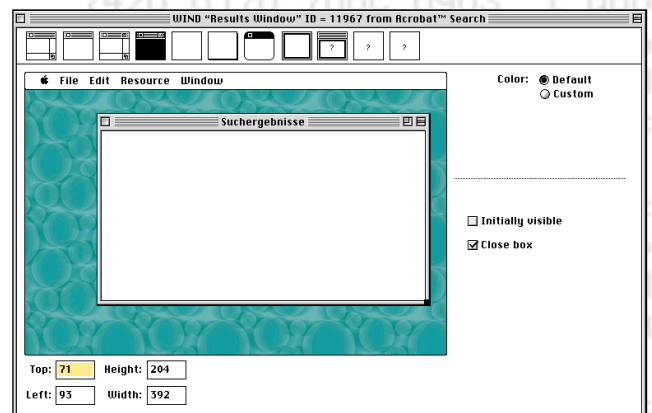 WIND “Results Window” ID = 11967 from Acrobat™ Search
? ? ?
File Edit Resource Window
Color: Default
Custom
Suchergebnisse
Initially visible
Close box
Top: 71 Height: 204
Left: 93 Width: 392